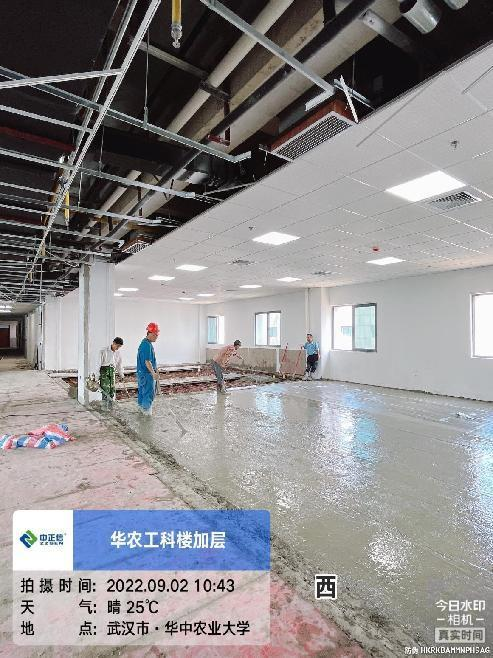 中正信
华农工科楼加层
拍摄时间: 2022.09.02 10:43
天 气: 晴 25℃
地 点: 武汉市·华中农业大学
西
今日水印
相机
真实时间
防伪 HKRKBAMMNPHSAG